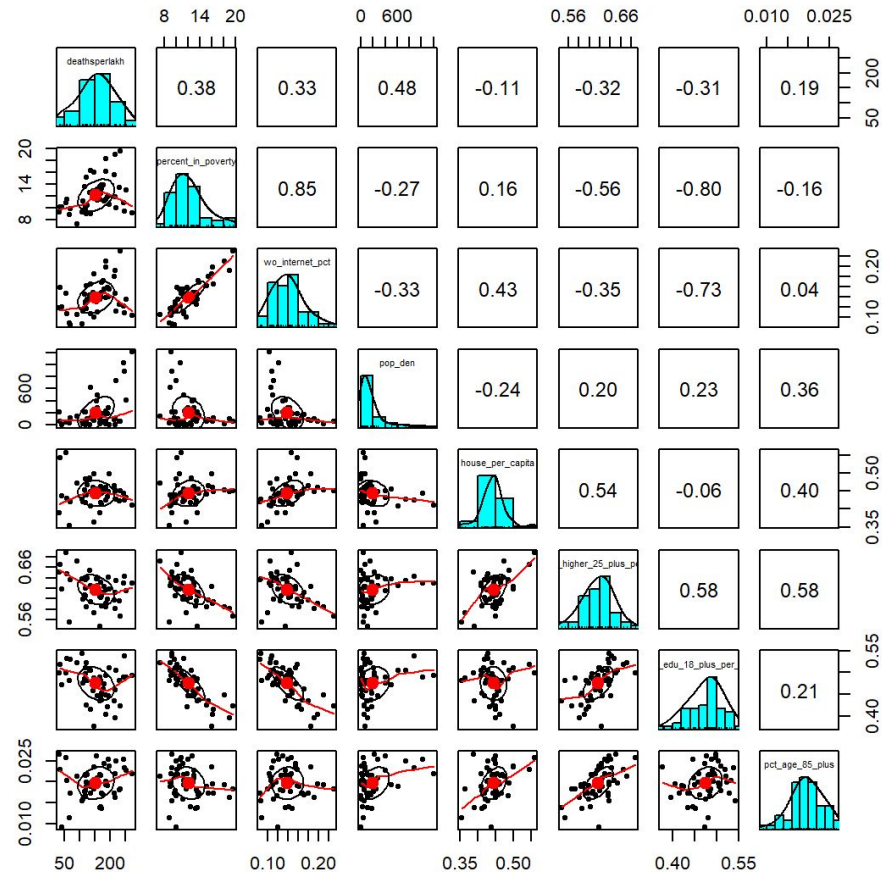 8 14 20 0 600 0.56 0.66 0.010 0.025
deathsperlakh 0.38 0.33 0.48 -0.11 -0.32 -0.31 0.19 50 200
20 14 8 percent_in_poverty 0.85 -0.27 0.16 -0.56 -0.80 -0.16
wo_internet_pct -0.33 0.43 -0.35 -0.73 0.04 0.10 0.20
0 600 pop_den -0.24 0.20 0.23 0.36
house_per_capita 0.54 -0.06 0.40 0.35 0.50
0.56 0.66 _higher_25_plus_pe 0.58 0.58
_edu_18_plus_per_ 0.21 0.40 0.55
0.010 0.025 pct_age_85_plus
50 200 0.10 0.20 0.35 0.50 0.40 0.55